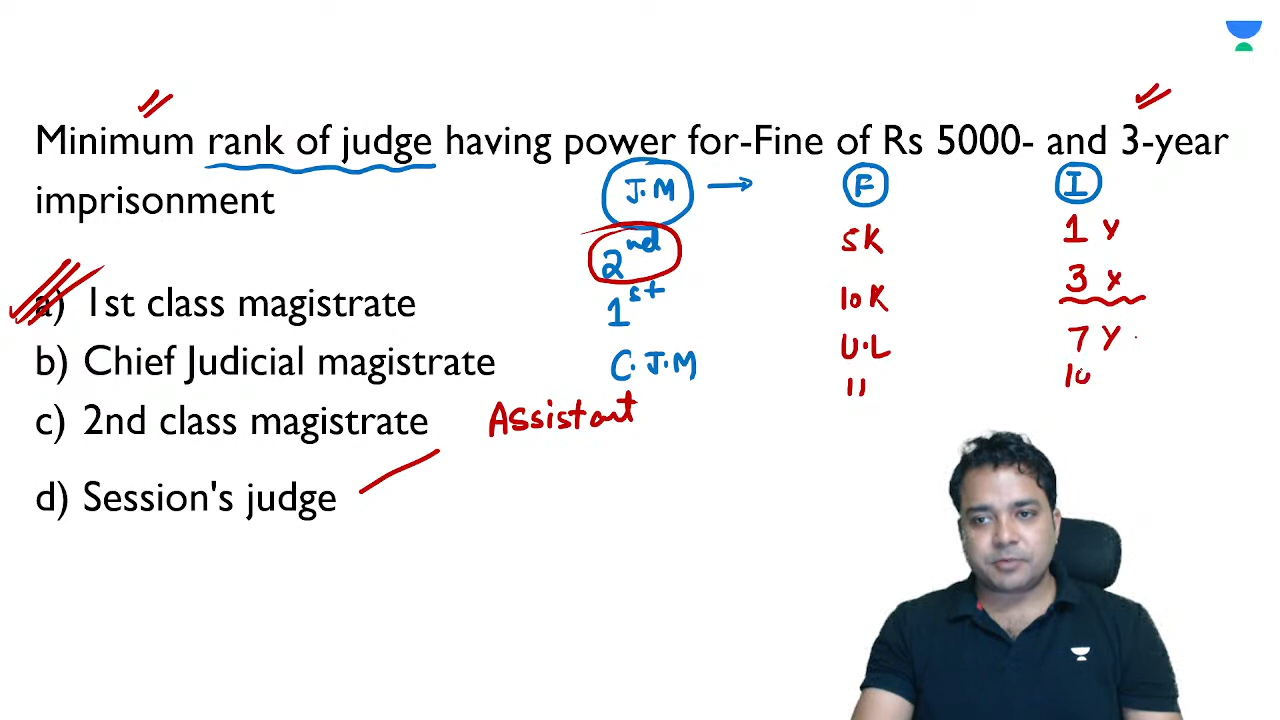 Minimum rank of judge having power for-Fine of Rs 5000- and 3-year
imprisonment
J.M → F I
2nd 5K 1 Y
1st 10K 3 Y
C.J.M U.L 7 Y
11 10
Assistant
a) 1st class magistrate
b) Chief Judicial magistrate
c) 2nd class magistrate
d) Session's judge